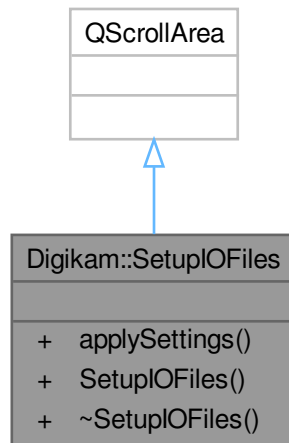 QScrollArea
Digikam::SetupIOFiles
+ applySettings()
+ SetupIOFiles()
+ ~SetupIOFiles()